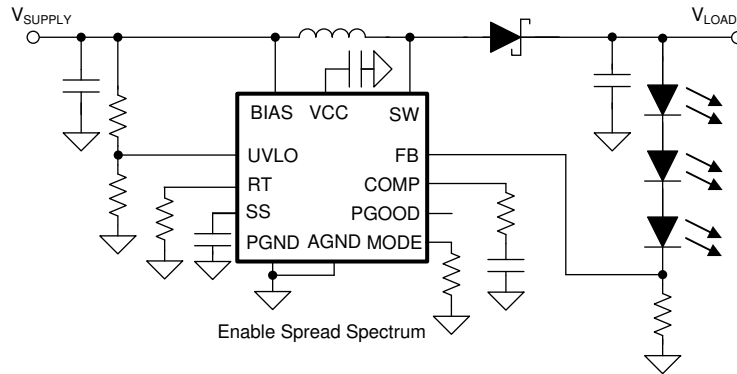 VSUPPLY
VLOAD
BIAS VCC SW
UVLO FB
RT COMP
SS PGOOD
PGND AGND MODE
Enable Spread Spectrum